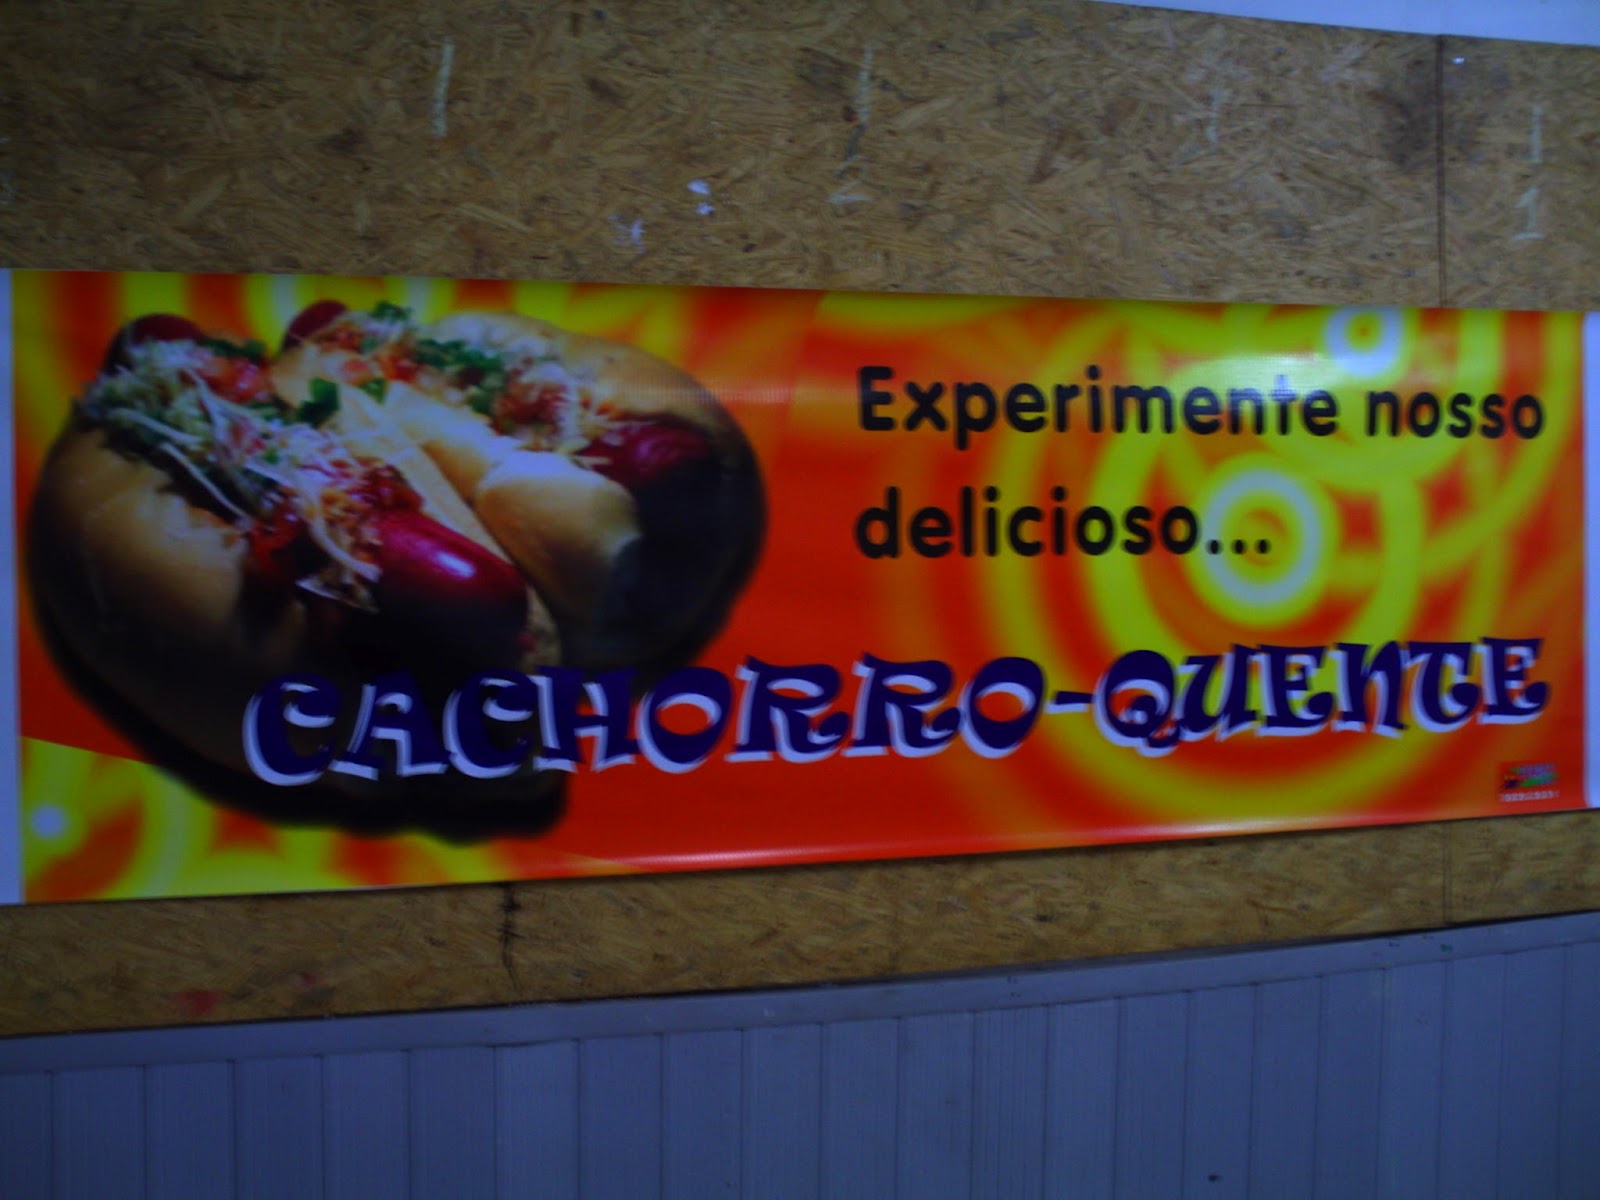 Experimente nosso
delicioso...
CACHORRO-QUENTE